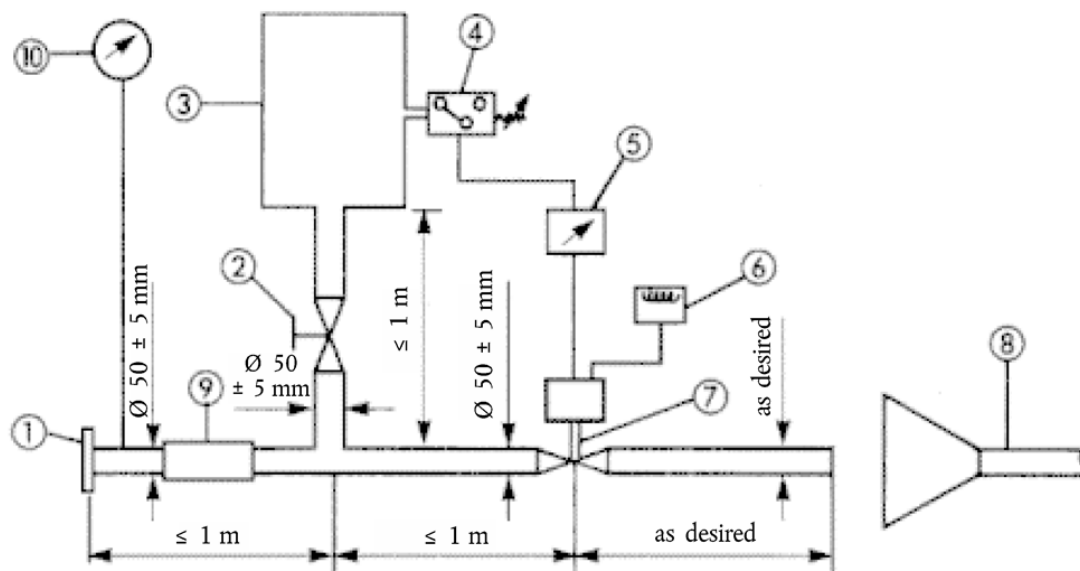 10
4
3
5
2
6
Ø 50 ± 5 mm
≤ 1 m
Ø 50 ± 5 mm
as desired
8
Ø 50
± 5 mm
9
7
1
≤ 1 m
≤ 1 m
as desired